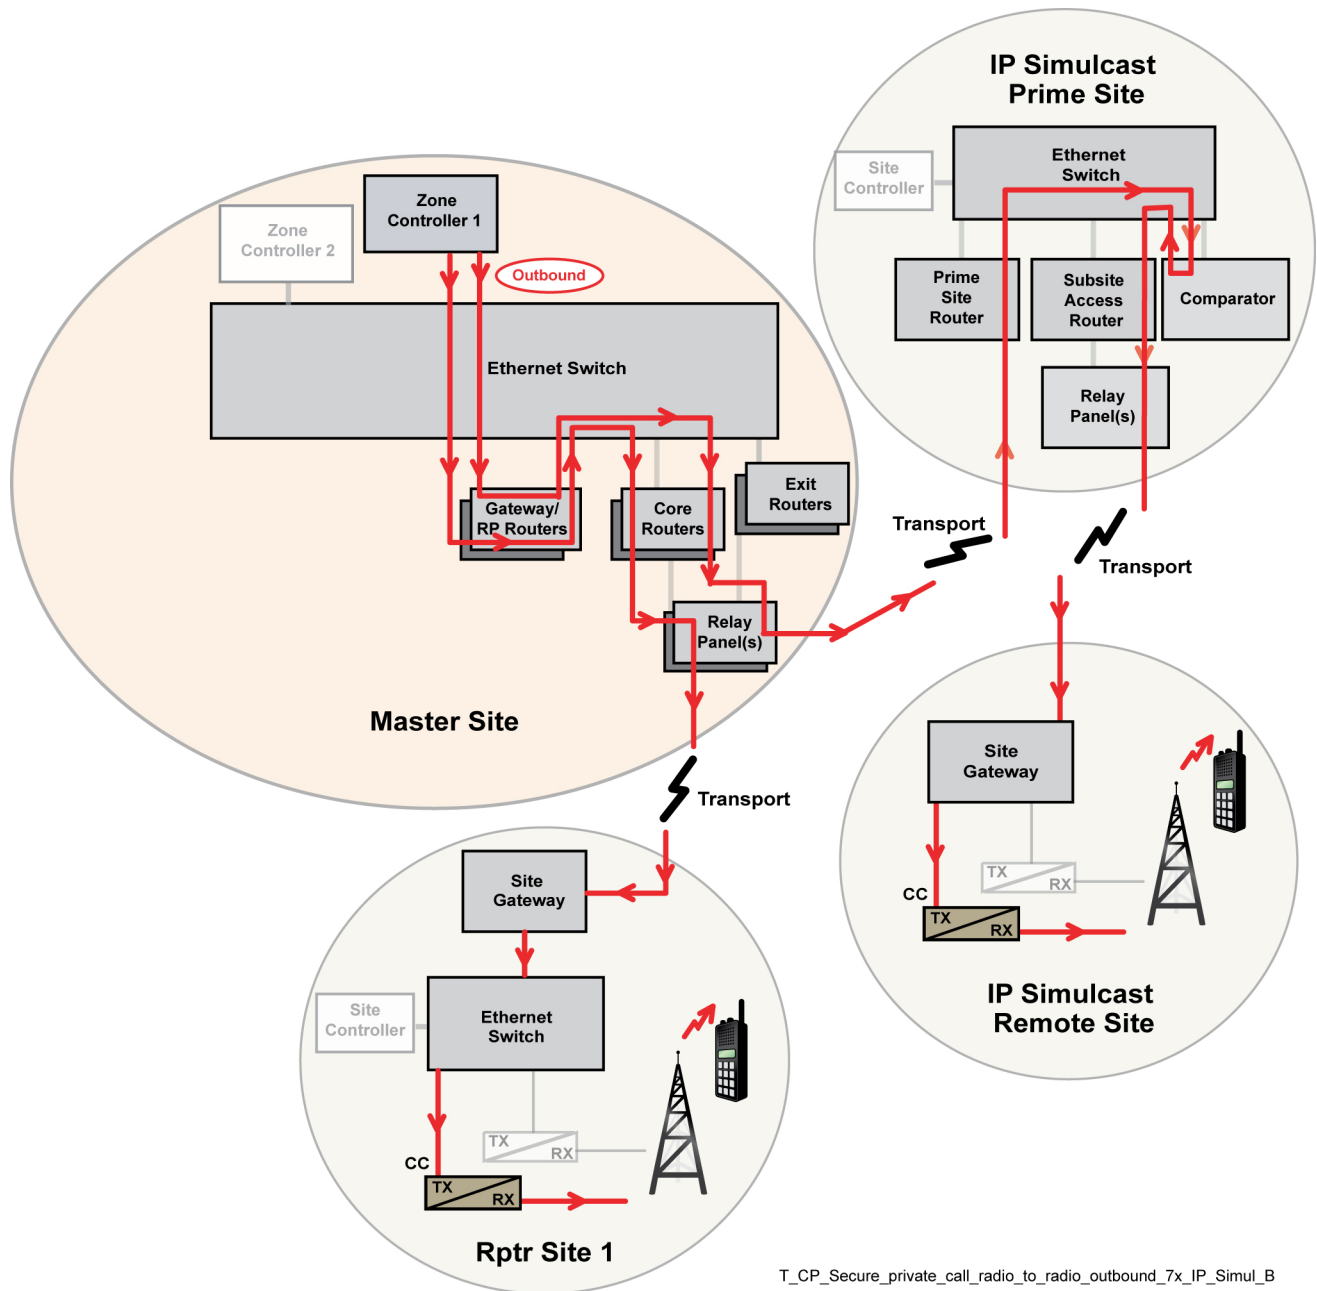 IP Simulcast
Prime Site
Ethernet
Switch
Site
Controller
Prime
Site
Router
Subsite
Access
Router
Comparator
Relay
Panel(s)
Zone
Controller 1
Zone
Controller 2
Outbound
Ethernet Switch
Gateway/
RP Routers
Core
Routers
Exit
Routers
Relay
Panel(s)
Master Site
Transport
Transport
Transport
Site
Gateway
TX
RX
CC
TX
RX
IP Simulcast
Remote Site
Site
Gateway
Site
Controller
Ethernet
Switch
TX
RX
CC
TX
RX
Rptr Site 1
T_CP_Secure_private_call_radio_to_radio_outbound_7x_IP_Simul_B